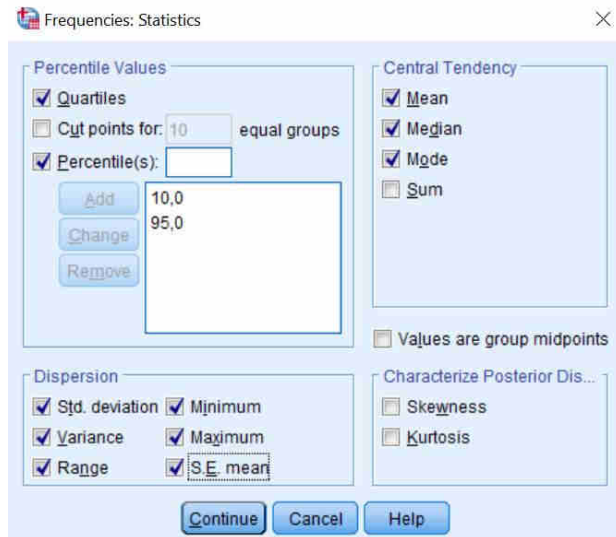 Frequencies: Statistics
Percentile Values
Quartiles
Cut points for: 10 equal groups
Percentile(s):
Add
Change
Remove
10,0
95,0
Central Tendency
Mean
Median
Mode
Sum
Values are group midpoints
Dispersion
Std. deviation
Minimum
Variance
Maximum
Range
S.E. mean
Characterize Posterior Dis...
Skewness
Kurtosis
Continue
Cancel
Help